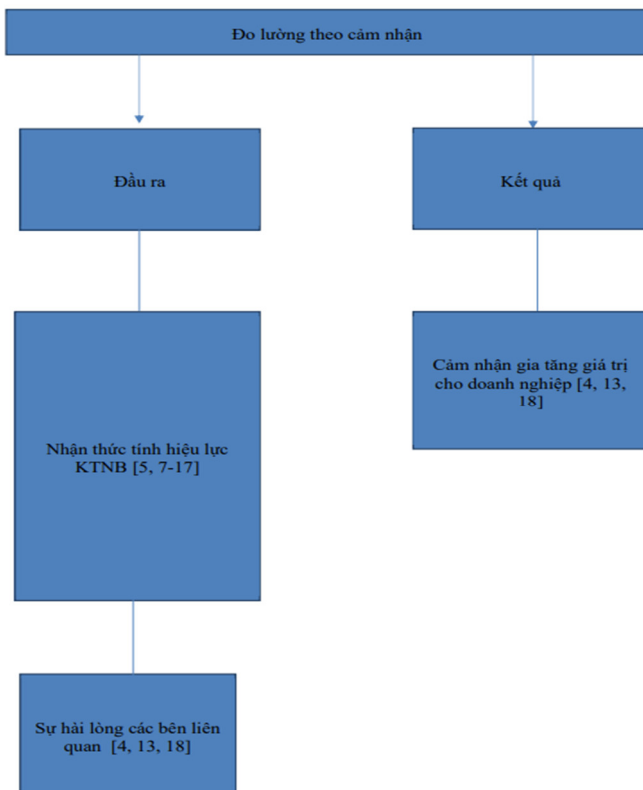 Đo lường theo cảm nhận
Đầu ra
Kết quả
Nhận thức tính hiệu lực
KTNB [5, 7-17]
Cảm nhận gia tăng giá trị
cho doanh nghiệp [4, 13,
18]
Sự hài lòng các bên liên
quan [4, 13, 18]